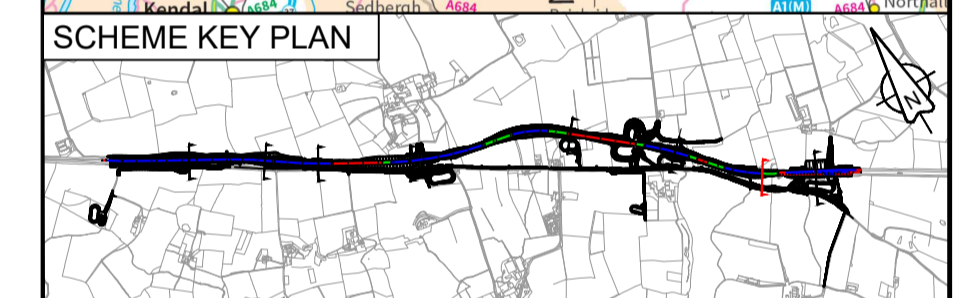 Kendal A684 Sedbergh A684 A1(M) A684 Northall
SCHEME KEY PLAN
N